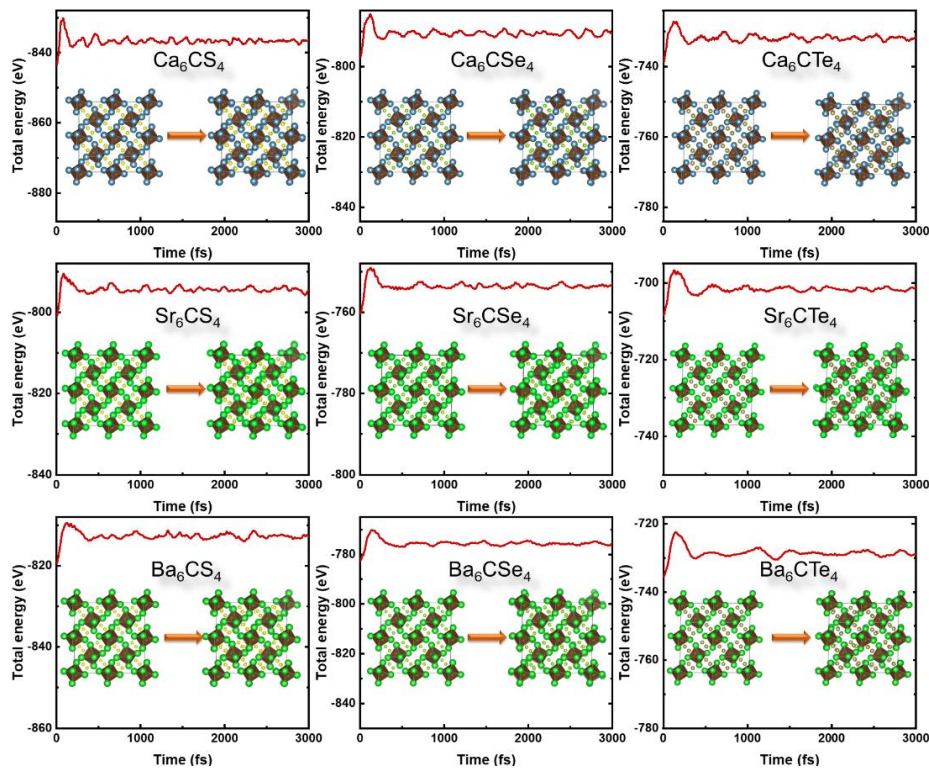 Total energy (eV)
-840
-860
-880
Ca₆CS₄
0 1000 2000 3000
Time (fs)
Total energy (eV)
-800
-820
-840
Ca₆CSe₄
0 1000 2000 3000
Time (fs)
Total energy (eV)
-740
-760
-780
Ca₆CTe₄
0 1000 2000 3000
Time (fs)
Total energy (eV)
-800
-820
-840
Sr₆CS₄
0 1000 2000 3000
Time (fs)
Total energy (eV)
-760
-780
-800
Sr₆CSe₄
0 1000 2000 3000
Time (fs)
Total energy (eV)
-700
-720
-740
Sr₆CTe₄
0 1000 2000 3000
Time (fs)
Total energy (eV)
-820
-840
-860
Ba₆CS₄
0 1000 2000 3000
Time (fs)
Total energy (eV)
-780
-800
-820
-840
Ba₆CSe₄
0 1000 2000 3000
Time (fs)
Total energy (eV)
-720
-740
-760
-780
Ba₆CTe₄
0 1000 2000 3000
Time (fs)